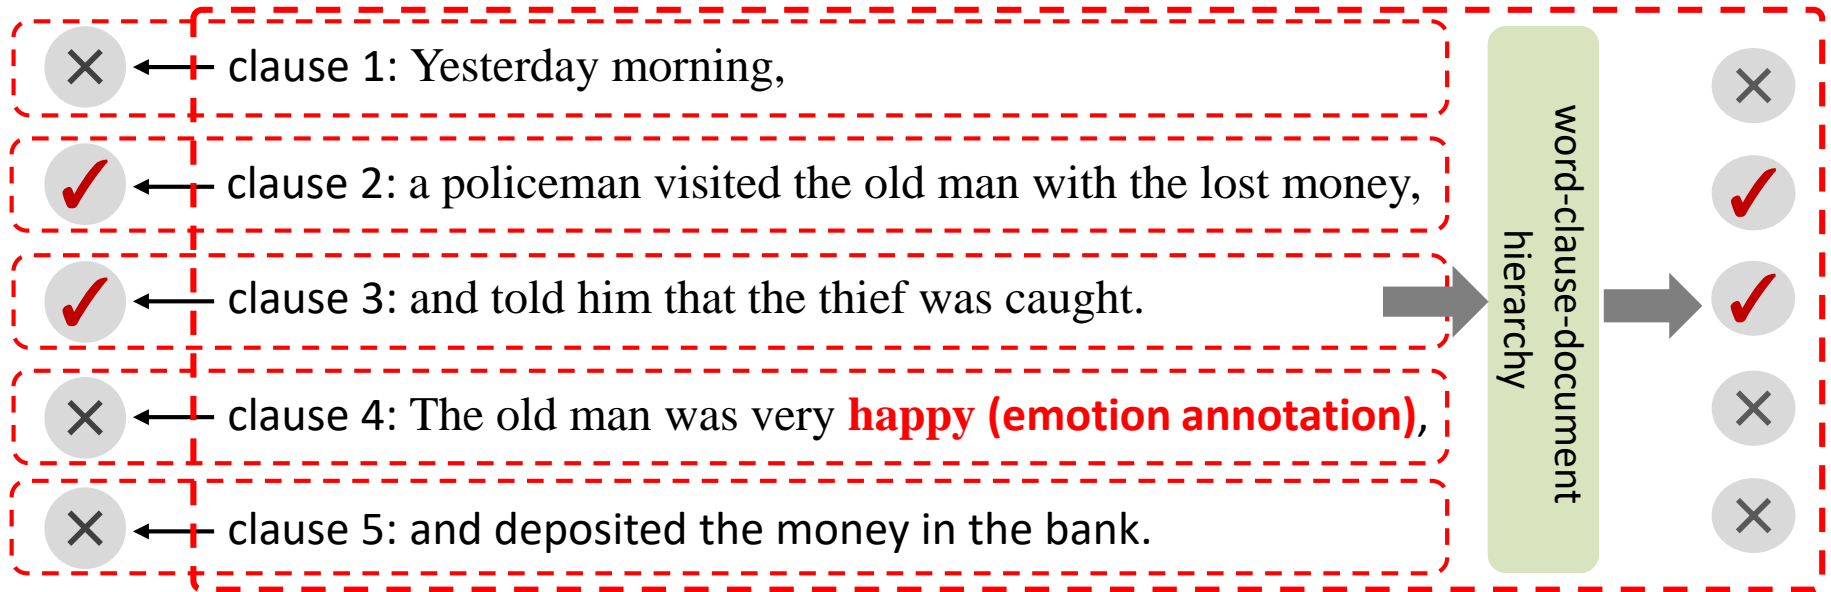 clause 1: Yesterday morning,
clause 2: a policeman visited the old man with the lost money,
clause 3: and told him that the thief was caught.
clause 4: The old man was very happy (emotion annotation),
clause 5: and deposited the money in the bank.
word-clause-document
hierarchy